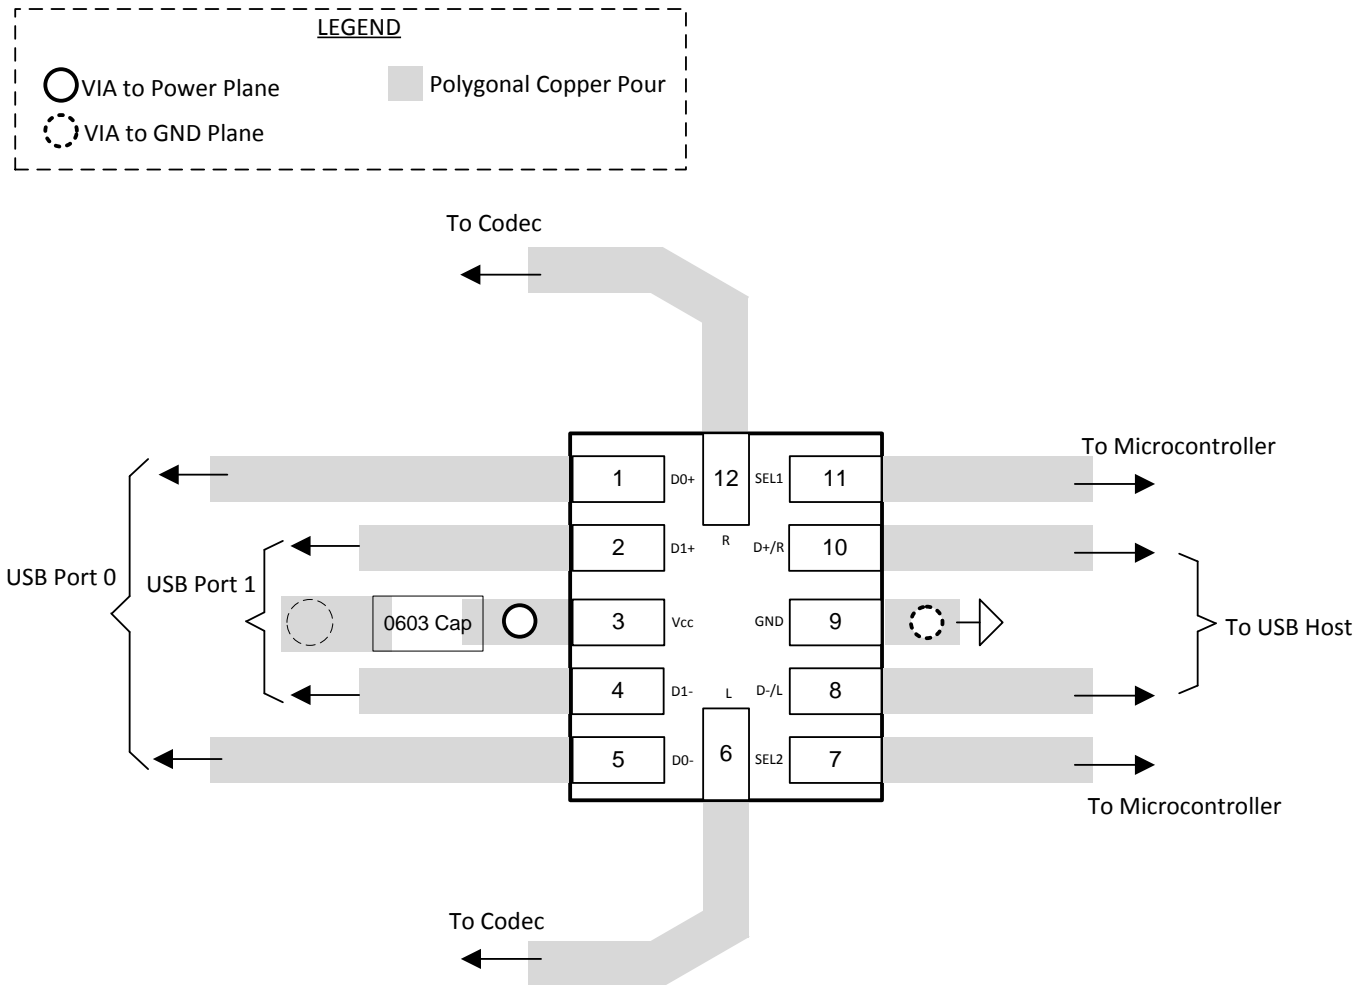 LEGEND
VIA to Power Plane
Polygonal Copper Pour
VIA to GND Plane
To Codec
To Microcontroller
1 D0+ 12 SEL1 11
2 D1+ R D+/R 10
USB Port 0
USB Port 1
0603 Cap
3 Vcc GND 9
To USB Host
4 D1- L D-/L 8
5 D0- 6 SEL2 7
To Microcontroller
To Codec